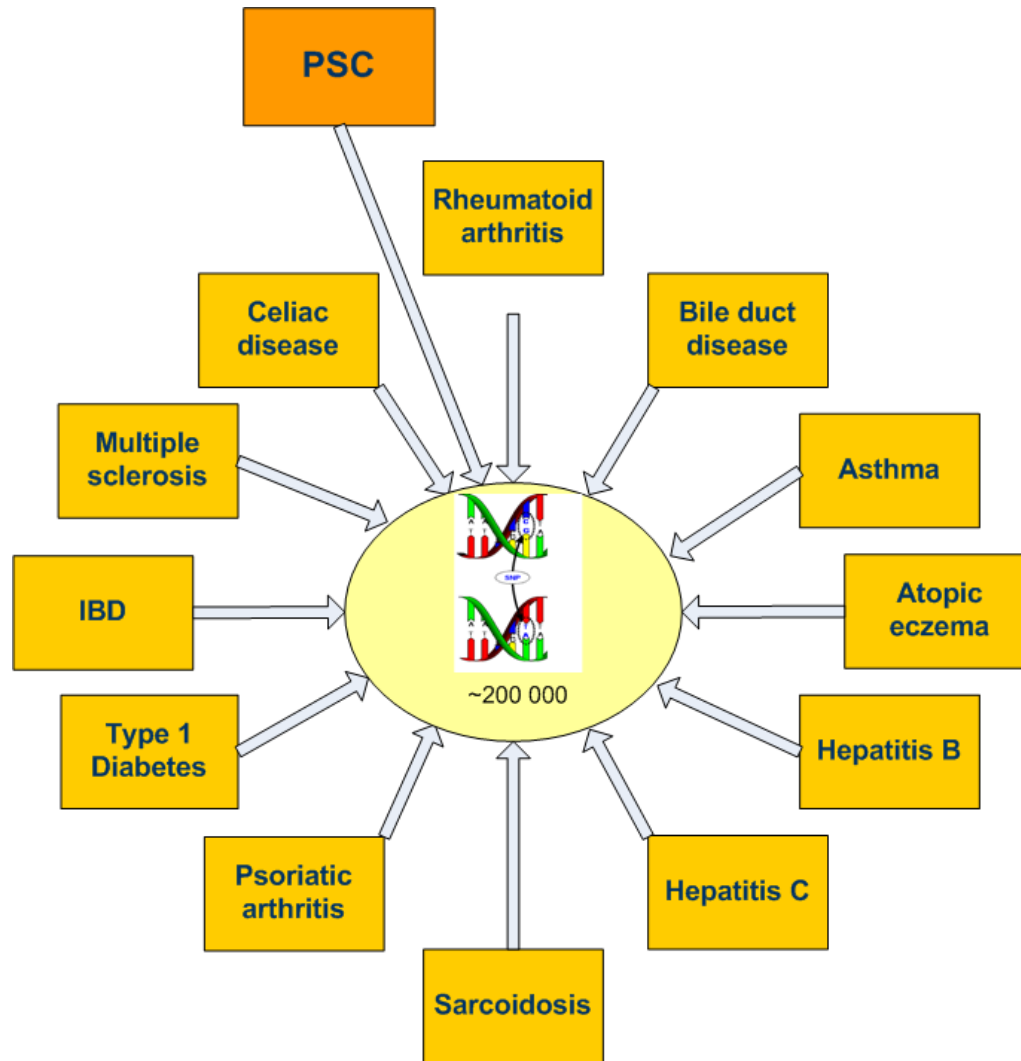 PSC
Rheumatoid
arthritis
Celiac
disease
Bile duct
disease
Multiple
sclerosis
Asthma
IBD
Atopic
eczema
SNP
~200 000
Type 1
Diabetes
Hepatitis B
Psoriatic
arthritis
Hepatitis C
Sarcoidosis